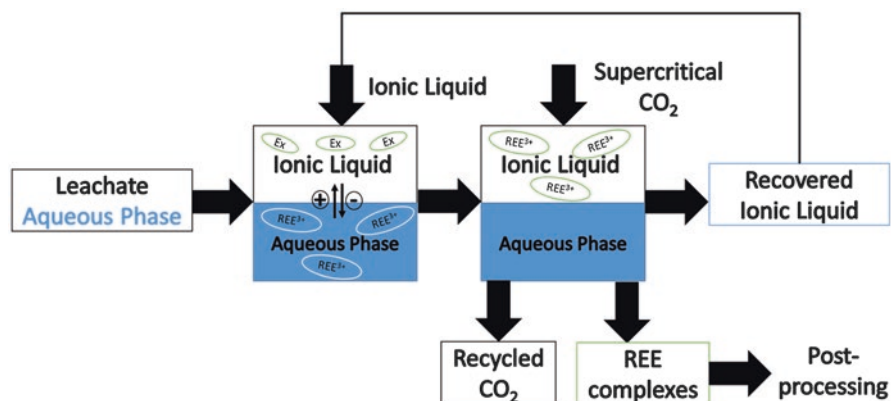 Ionic Liquid
Supercritical
CO₂
Ex
Ex
Ex
Ionic Liquid
+
-
REE³⁺
REE³⁺
Aqueous Phase
REE³⁺
REE³⁺
REE³⁺
Ionic Liquid
REE³⁺
Aqueous Phase
Leachate
Aqueous Phase
Recovered
Ionic Liquid
Recycled
CO₂
REE
complexes
Post-
processing